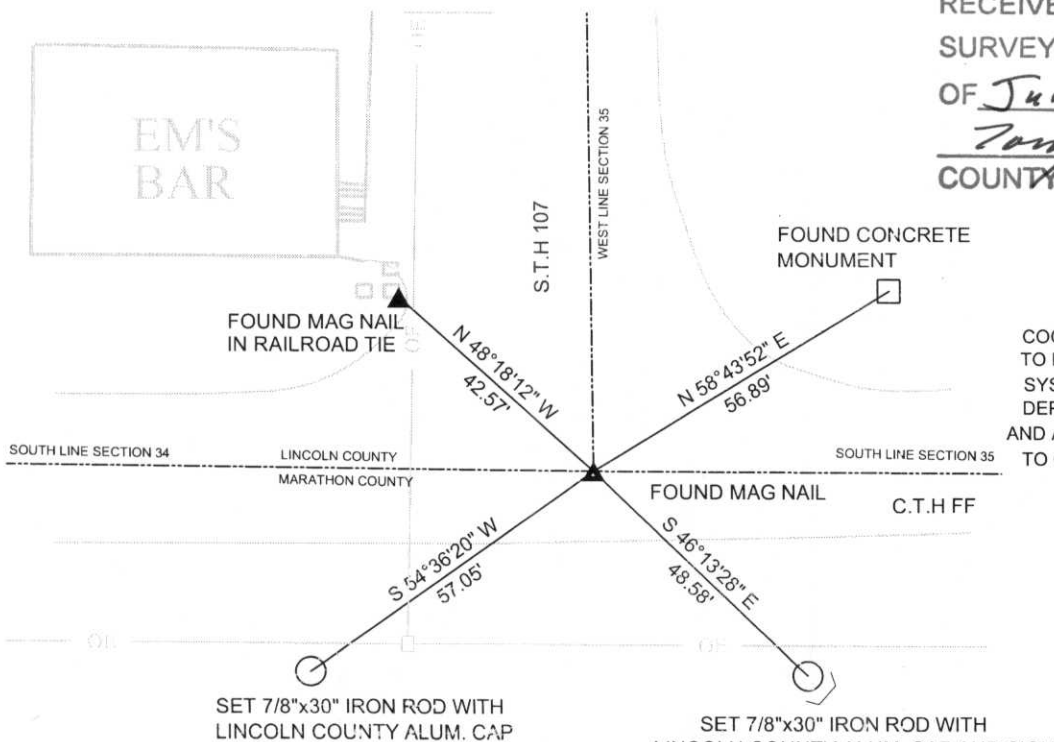 RECEIVE
SURVEY
OF
COUNTY
EM'S
BAR
S.T.H 107
WEST LINE SECTION 35
FOUND CONCRETE
MONUMENT
FOUND MAG NAIL
IN RAILROAD TIE
N 48°18'12" W
42.57'
N 58°43'52" E
56.89'
SOUTH LINE SECTION 34
LINCOLN COUNTY
MARATHON COUNTY
SOUTH LINE SECTION 35
FOUND MAG NAIL
C.T.H FF
AND A
TO
S 54°36'20" W
57.05'
S 46°13'28" E
48.58'
OE
OE
OE
SET 7/8"x30" IRON ROD WITH
LINCOLN COUNTY ALUM. CAP
SET 7/8"x30" IRON ROD WITH